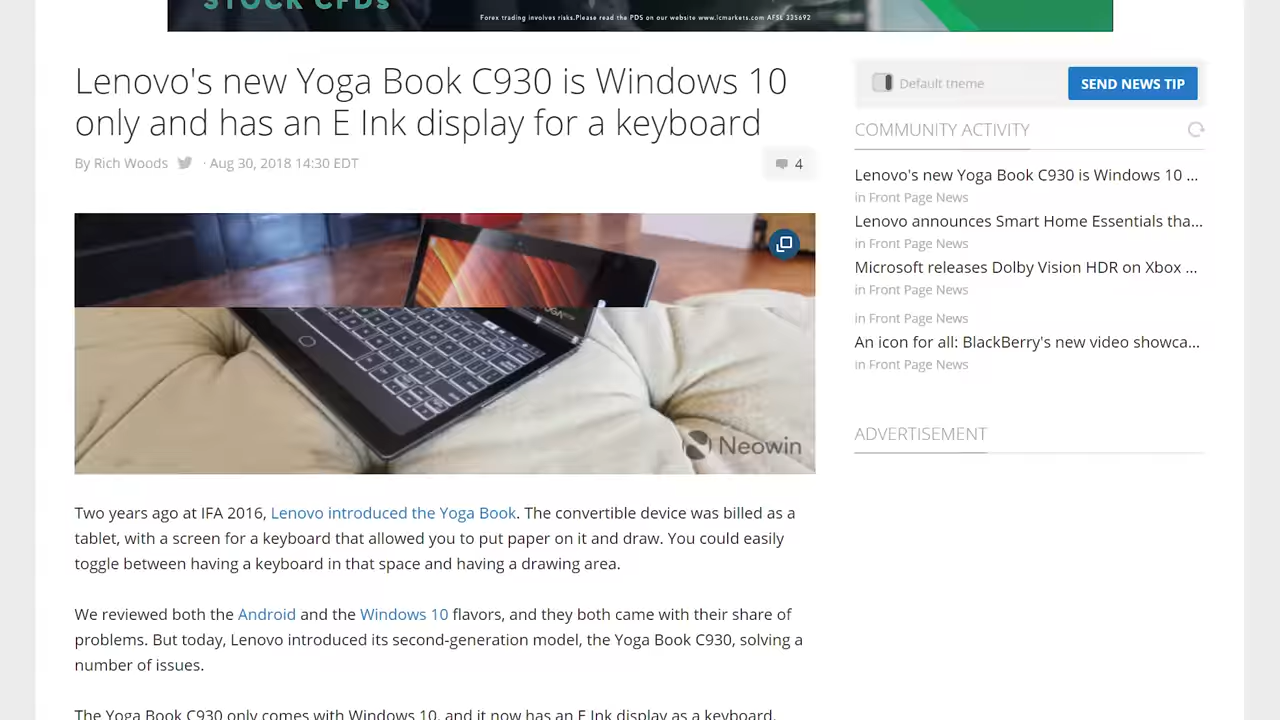 STOCK CFDs
Forex trading involves risks.Please read the PDS on our website www.icmarkets.com AFSL 335692
Lenovo's new Yoga Book C930 is Windows 10
only and has an E Ink display for a keyboard
By Rich Woods · Aug 30, 2018 14:30 EDT
4
Neowin
Two years ago at IFA 2016, Lenovo introduced the Yoga Book. The convertible device was billed as a
tablet, with a screen for a keyboard that allowed you to put paper on it and draw. You could easily
toggle between having a keyboard in that space and having a drawing area.
We reviewed both the Android and the Windows 10 flavors, and they both came with their share of
problems. But today, Lenovo introduced its second-generation model, the Yoga Book C930, solving a
number of issues.
The Yoga Book C930 only comes with Windows 10, and it now has an E Ink display as a keyboard.
Default theme
SEND NEWS TIP
COMMUNITY ACTIVITY
Lenovo's new Yoga Book C930 is Windows 10 ...
in Front Page News
Lenovo announces Smart Home Essentials tha...
in Front Page News
Microsoft releases Dolby Vision HDR on Xbox ...
in Front Page News
in Front Page News
An icon for all: BlackBerry's new video showca...
in Front Page News
ADVERTISEMENT